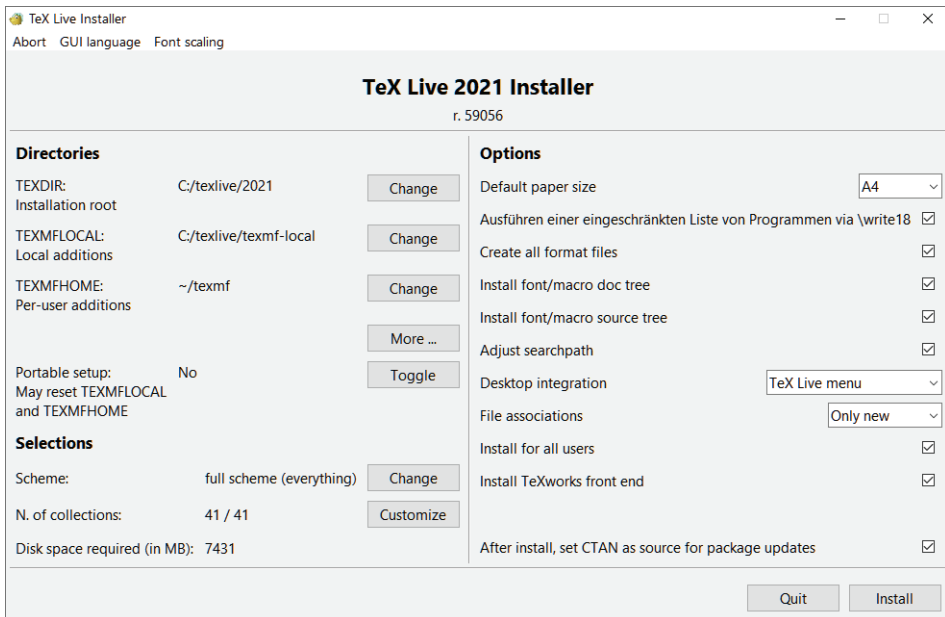 TeX Live Installer
Abort GUI language Font scaling
TeX Live 2021 Installer
r. 59056
Directories
TEXDIR: C:/texlive/2021 Change
Installation root
TEXMFLOCAL: C:/texlive/texmf-local Change
Local additions
TEXMFHOME: ~/texmf Change
Per-user additions
More ...
Portable setup: No Toggle
May reset TEXMFLOCAL
and TEXMFHOME
Selections
Scheme: full scheme (everything) Change
N. of collections: 41 / 41 Customize
Disk space required (in MB): 7431
Options
Default paper size A4
Ausführen einer eingeschränkten Liste von Programmen via \write18
Create all format files
Install font/macro doc tree
Install font/macro source tree
Adjust searchpath
Desktop integration TeX Live menu
File associations Only new
Install for all users
Install TeXworks front end
After install, set CTAN as source for package updates
Quit Install